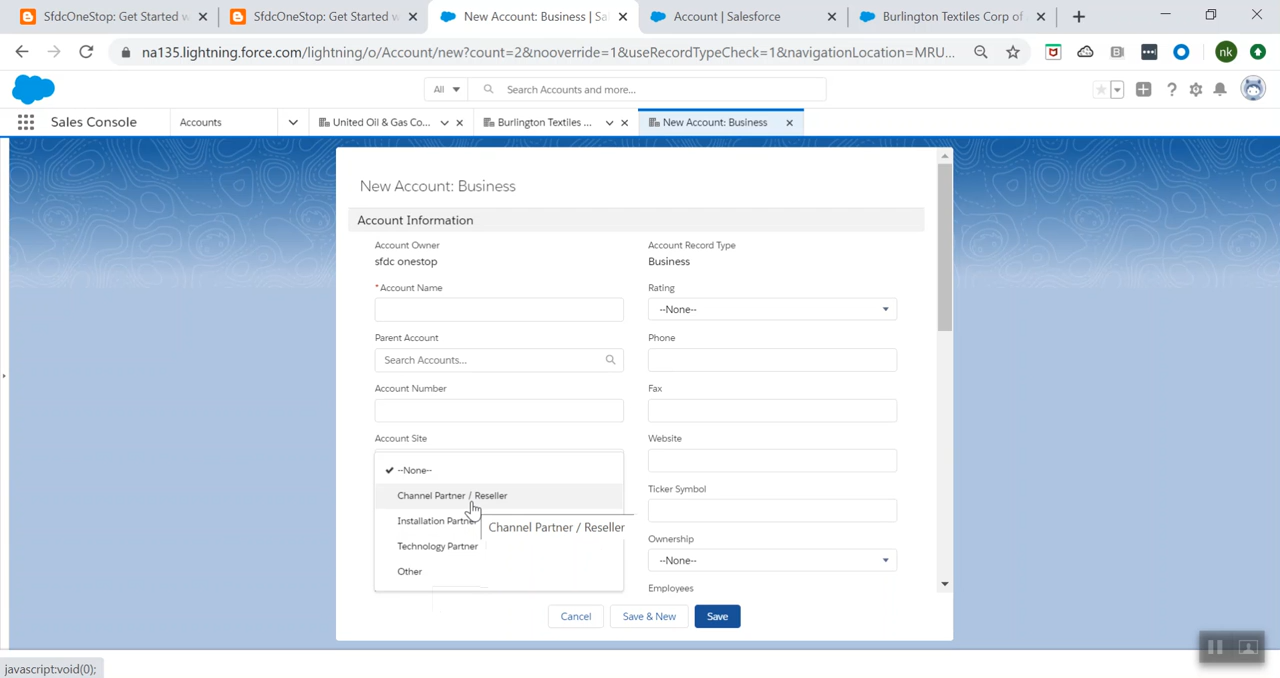 SfdcOneStop: Get Started w
SfdcOneStop: Get Started w
New Account: Business | Sa
Account | Salesforce
Burlington Textiles Corp of
na135.lightning.force.com/lightning/o/Account/new?count=2&nooverride=1&useRecordTypeCheck=1&navigationLocation=MRU...
nk
All
Search Accounts and more...
Sales Console
Accounts
United Oil & Gas Co...
Burlington Textiles ...
New Account: Business
New Account: Business
Account Information
Account Owner
sfdc onestop
Account Record Type
Business
*Account Name
Rating
--None--
Parent Account
Search Accounts...
Phone
Account Number
Fax
Account Site
Website
--None--
Channel Partner / Reseller
Installation Partner
Channel Partner / Reseller
Technology Partner
Other
Ticker Symbol
Ownership
--None--
Employees
Cancel
Save & New
Save
javascript:void(0);